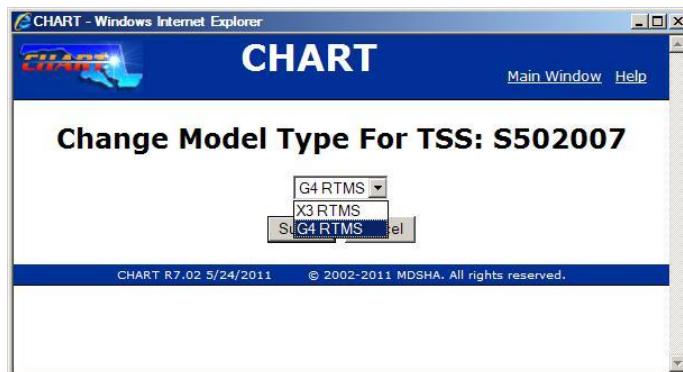 CHART - Windows Internet Explorer
CHART
CHART
Main Window Help
Change Model Type For TSS: S502007
G4 RTMS
X3 RTMS
G4 RTMS
CHART R7.02 5/24/2011 © 2002-2011 MDSHA. All rights reserved.